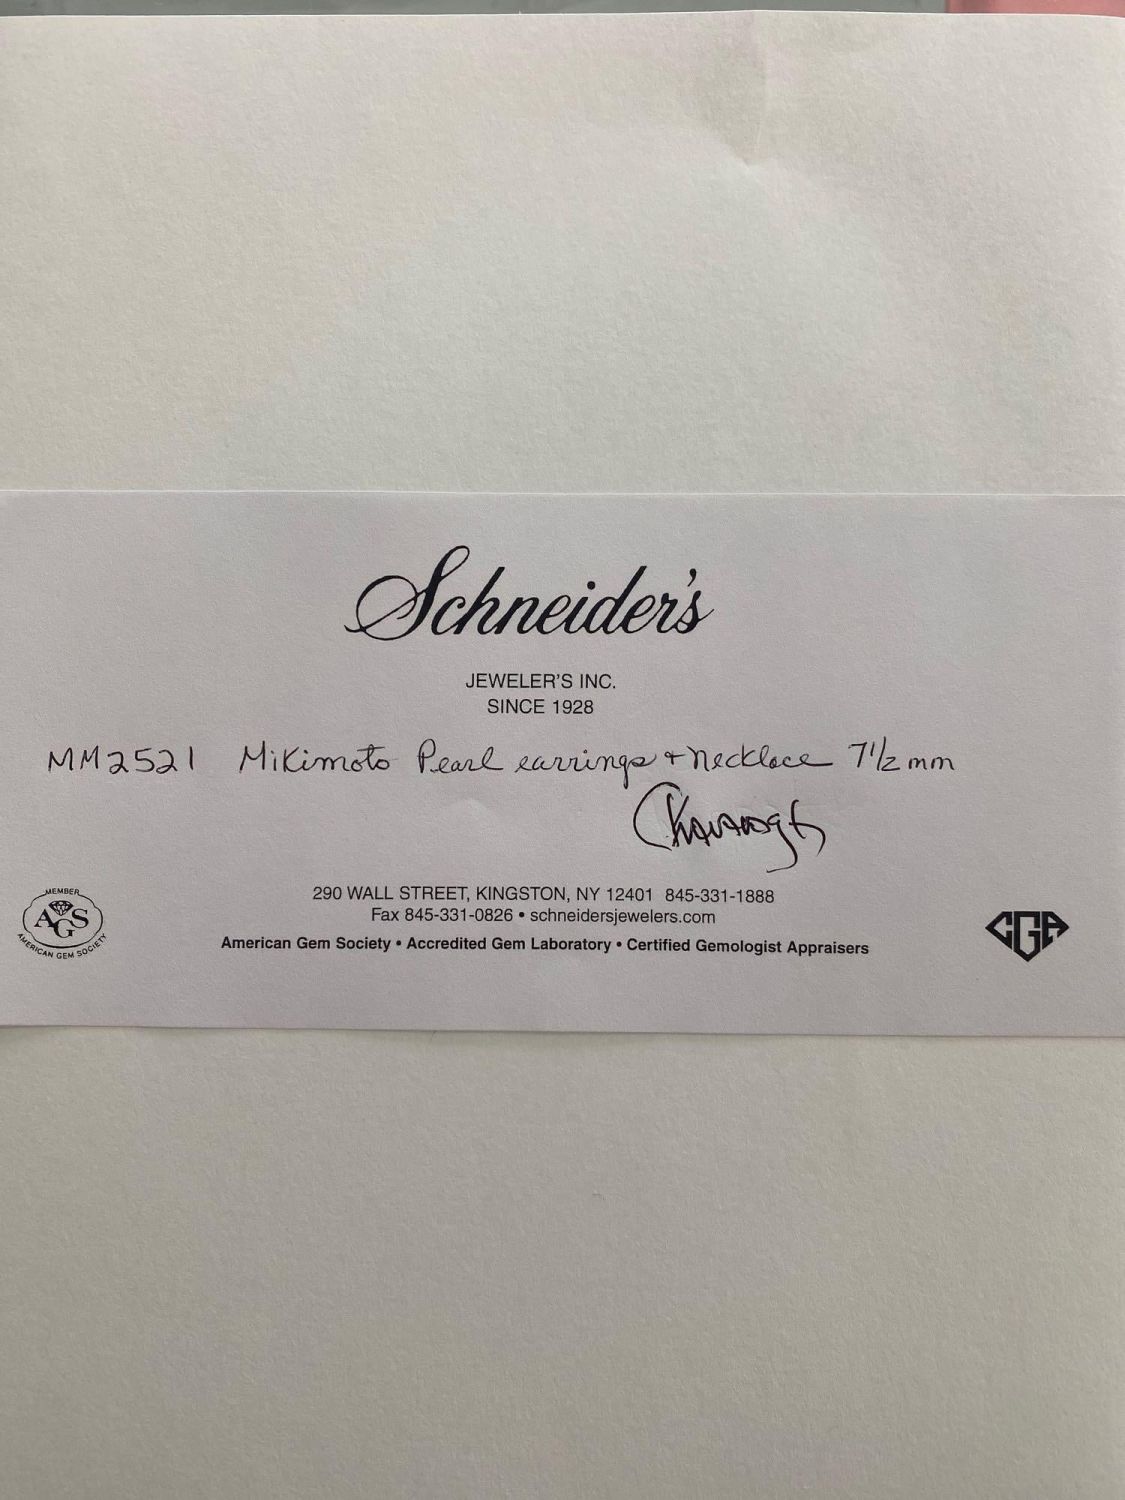 Schneider's
JEWELER'S INC.
SINCE 1928
MM2521 Mikimoto Pearl earrings + Necklace 7 1/2 mm
290 WALL STREET, KINGSTON, NY 12401 845-331-1888
Fax 845-331-0826 • schneidersjewelers.com
American Gem Society • Accredited Gem Laboratory • Certified Gemologist Appraisers
MEMBER
AGS
AMERICAN GEM SOCIETY
CGA